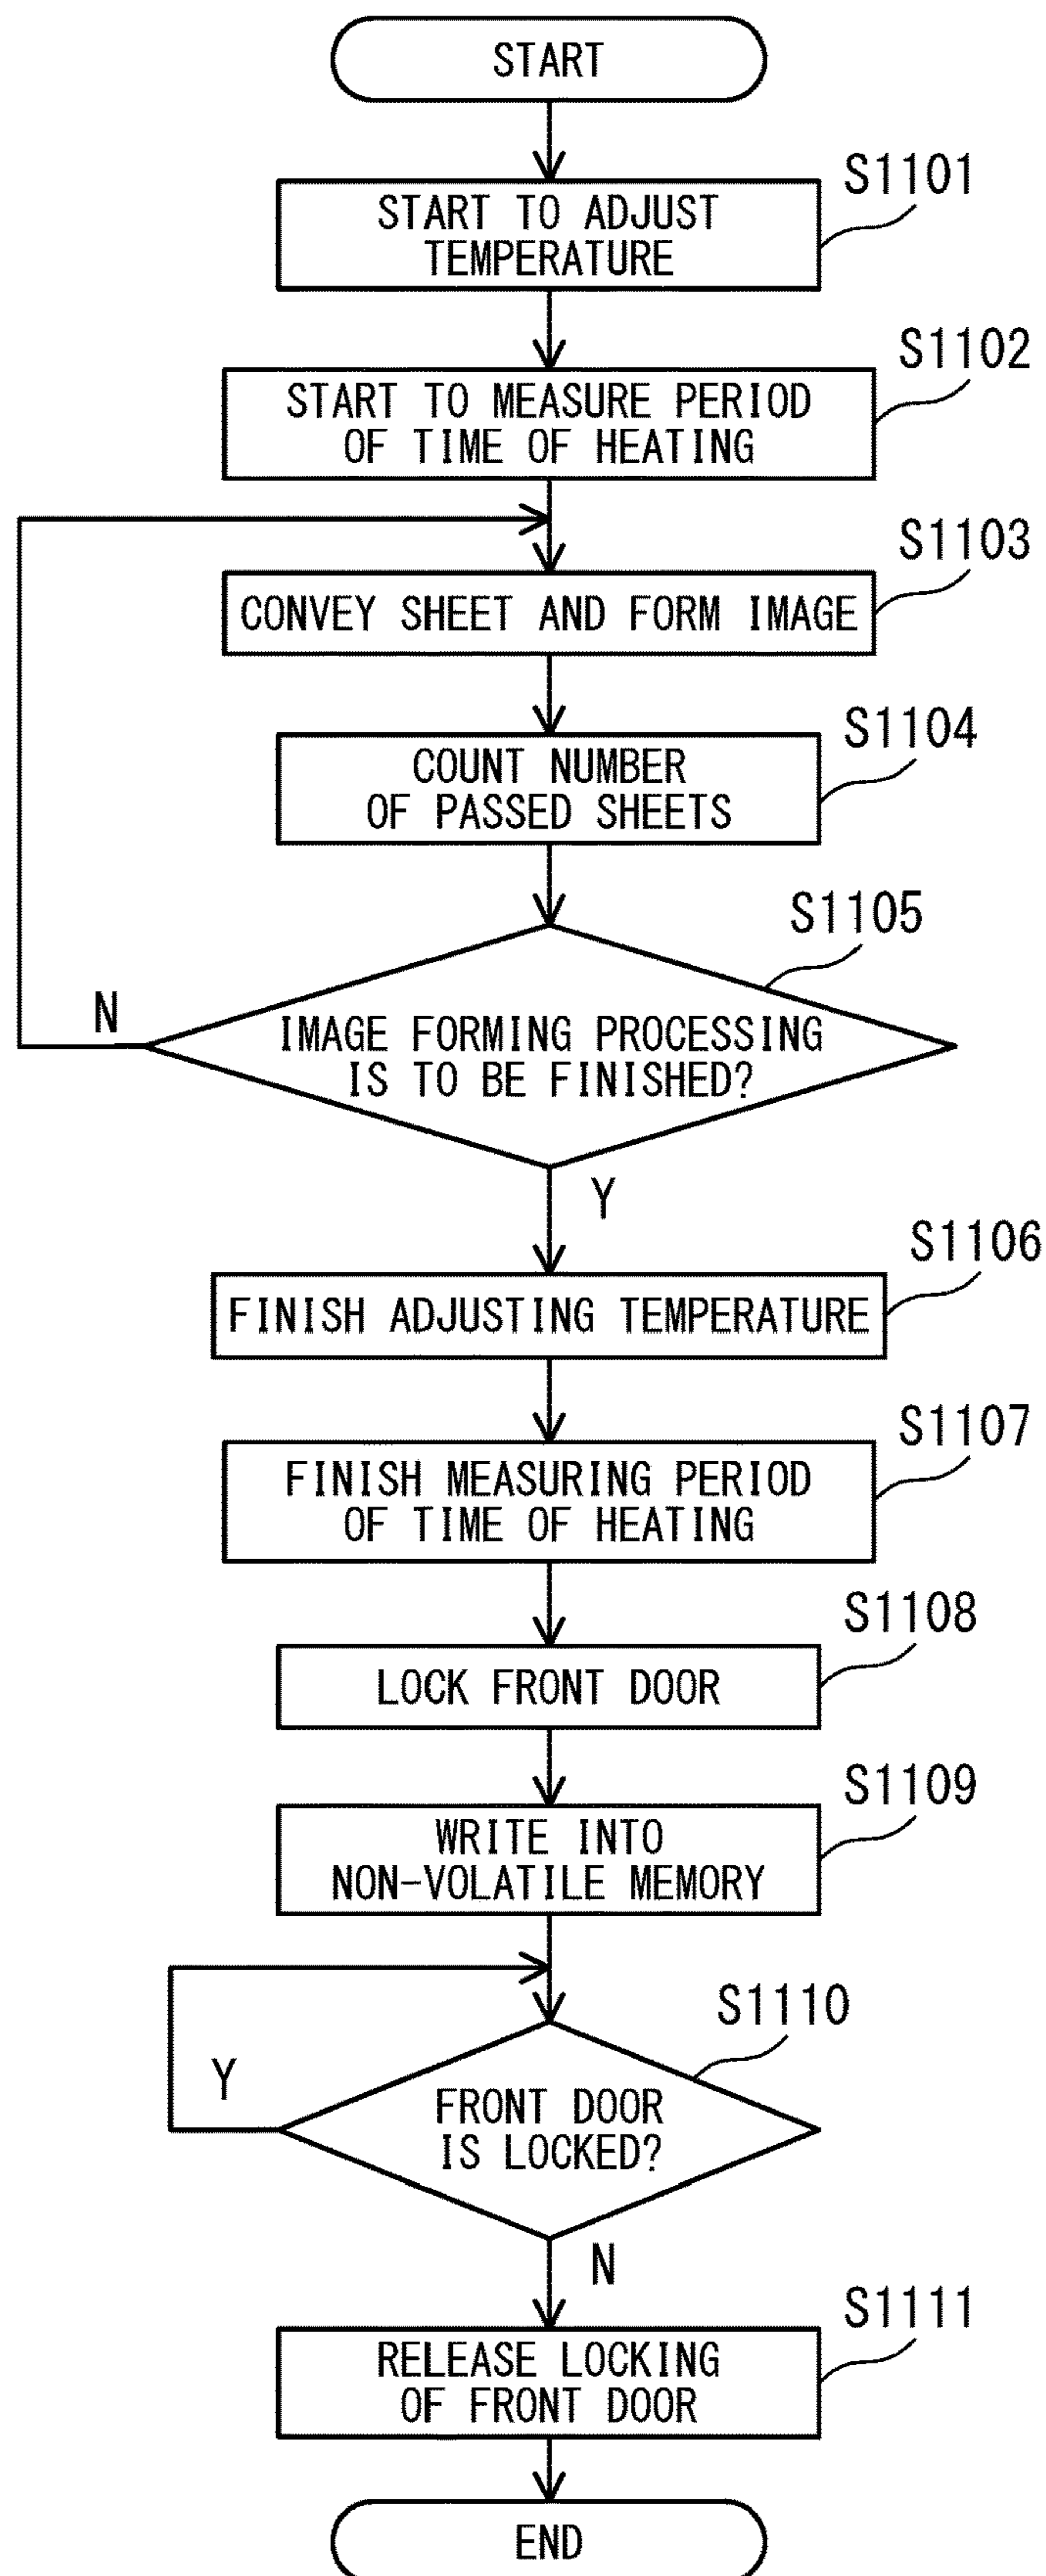 START
S1101
START TO ADJUST
TEMPERATURE
S1102
START TO MEASURE PERIOD
OF TIME OF HEATING
S1103
CONVEY SHEET AND FORM IMAGE
S1104
COUNT NUMBER
OF PASSED SHEETS
S1105
N
IMAGE FORMING PROCESSING
IS TO BE FINISHED?
Y
S1106
FINISH ADJUSTING TEMPERATURE
S1107
FINISH MEASURING PERIOD
OF TIME OF HEATING
S1108
LOCK FRONT DOOR
S1109
WRITE INTO
NON-VOLATILE MEMORY
S1110
Y
FRONT DOOR
IS LOCKED?
N
S1111
RELEASE LOCKING
OF FRONT DOOR
END